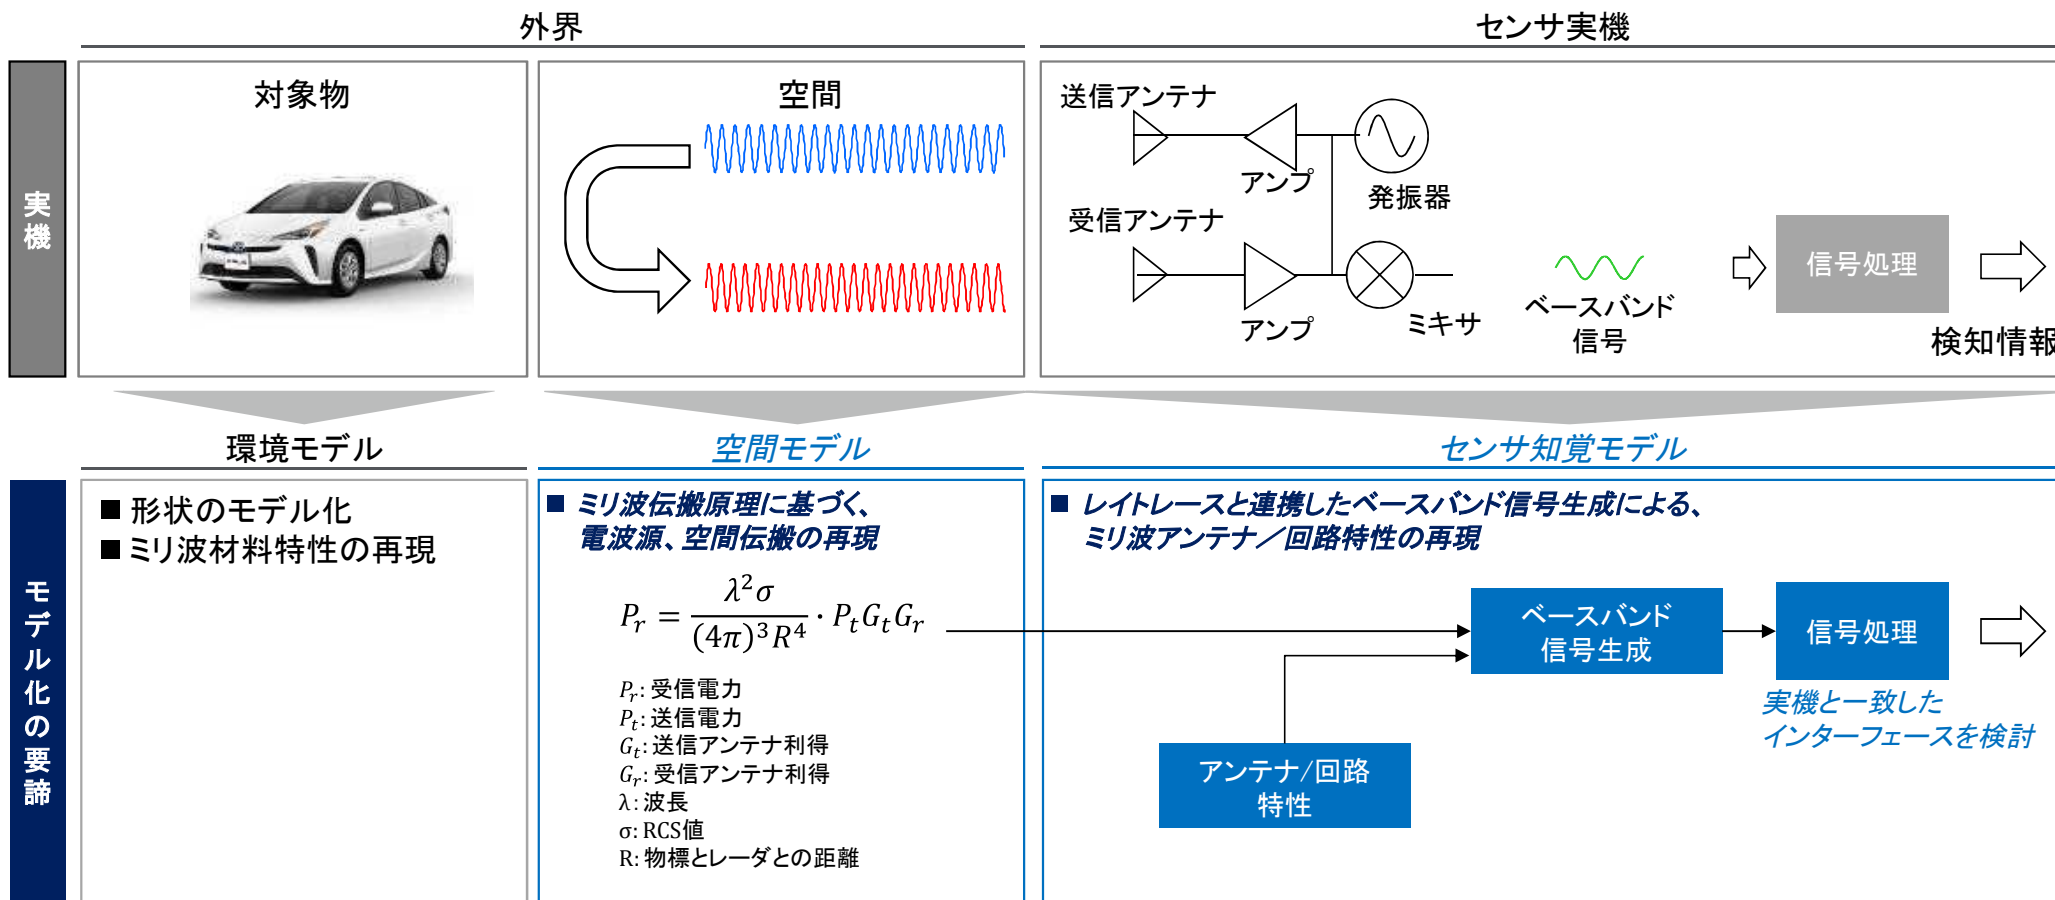 外界
センサ実機
実機
対象物
空間
送信アンテナ
アンプ
発振器
受信アンテナ
アンプ
ミキサ
ベースバンド
信号
信号処理
検知情報
環境モデル
空間モデル
センサ知覚モデル
モデル化の要諦
■ 形状のモデル化
■ ミリ波材料特性の再現
■ ミリ波伝搬原理に基づく、
電波源、空間伝搬の再現
P_r = λ²σ / (4π)³R⁴ · P_t G_t G_r
P_r: 受信電力
P_t: 送信電力
G_t: 送信アンテナ利得
G_r: 受信アンテナ利得
λ: 波長
σ: RCS値
R: 物標とレーダとの距離
■ レイトレースと連携したベースバンド信号生成による、
ミリ波アンテナ／回路特性の再現
ベースバンド
信号生成
信号処理
実機と一致した
インターフェースを検討
アンテナ/回路
特性